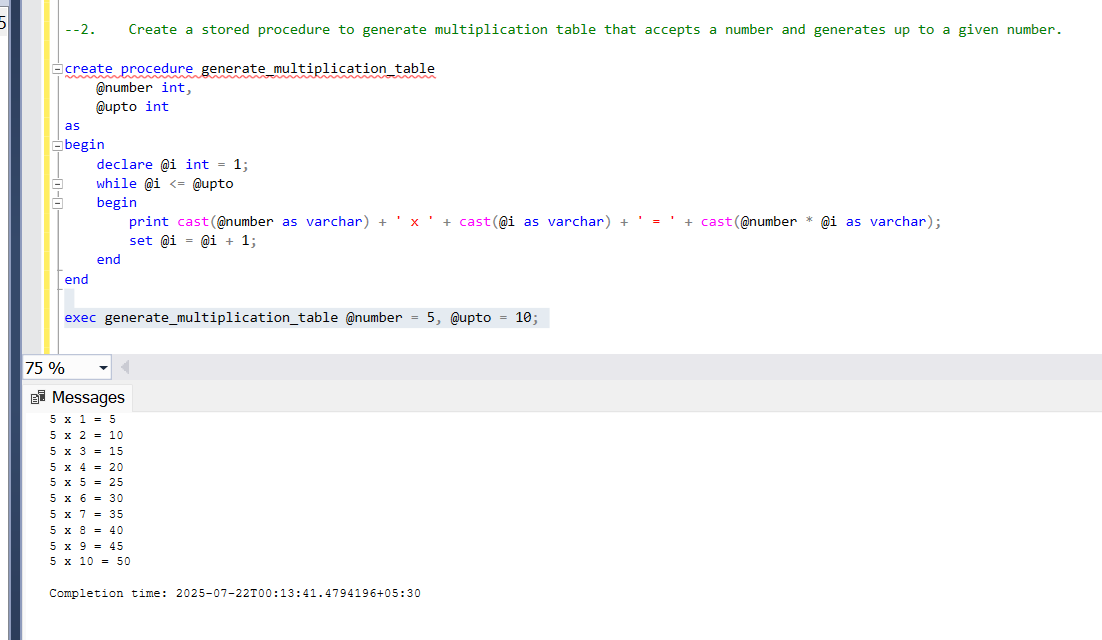 5
--2.    Create a stored procedure to generate multiplication table that accepts a number and generates up to a given number.
create procedure generate_multiplication_table
    @number int,
    @upto int
as
begin
    declare @i int = 1;
    while @i <= @upto
    begin
        print cast(@number as varchar) + ' x ' + cast(@i as varchar) + ' = ' + cast(@number * @i as varchar);
        set @i = @i + 1;
    end
end
exec generate_multiplication_table @number = 5, @upto = 10;
75 %
Messages
5 x 1 = 5
5 x 2 = 10
5 x 3 = 15
5 x 4 = 20
5 x 5 = 25
5 x 6 = 30
5 x 7 = 35
5 x 8 = 40
5 x 9 = 45
5 x 10 = 50
Completion time: 2025-07-22T00:13:41.4794196+05:30